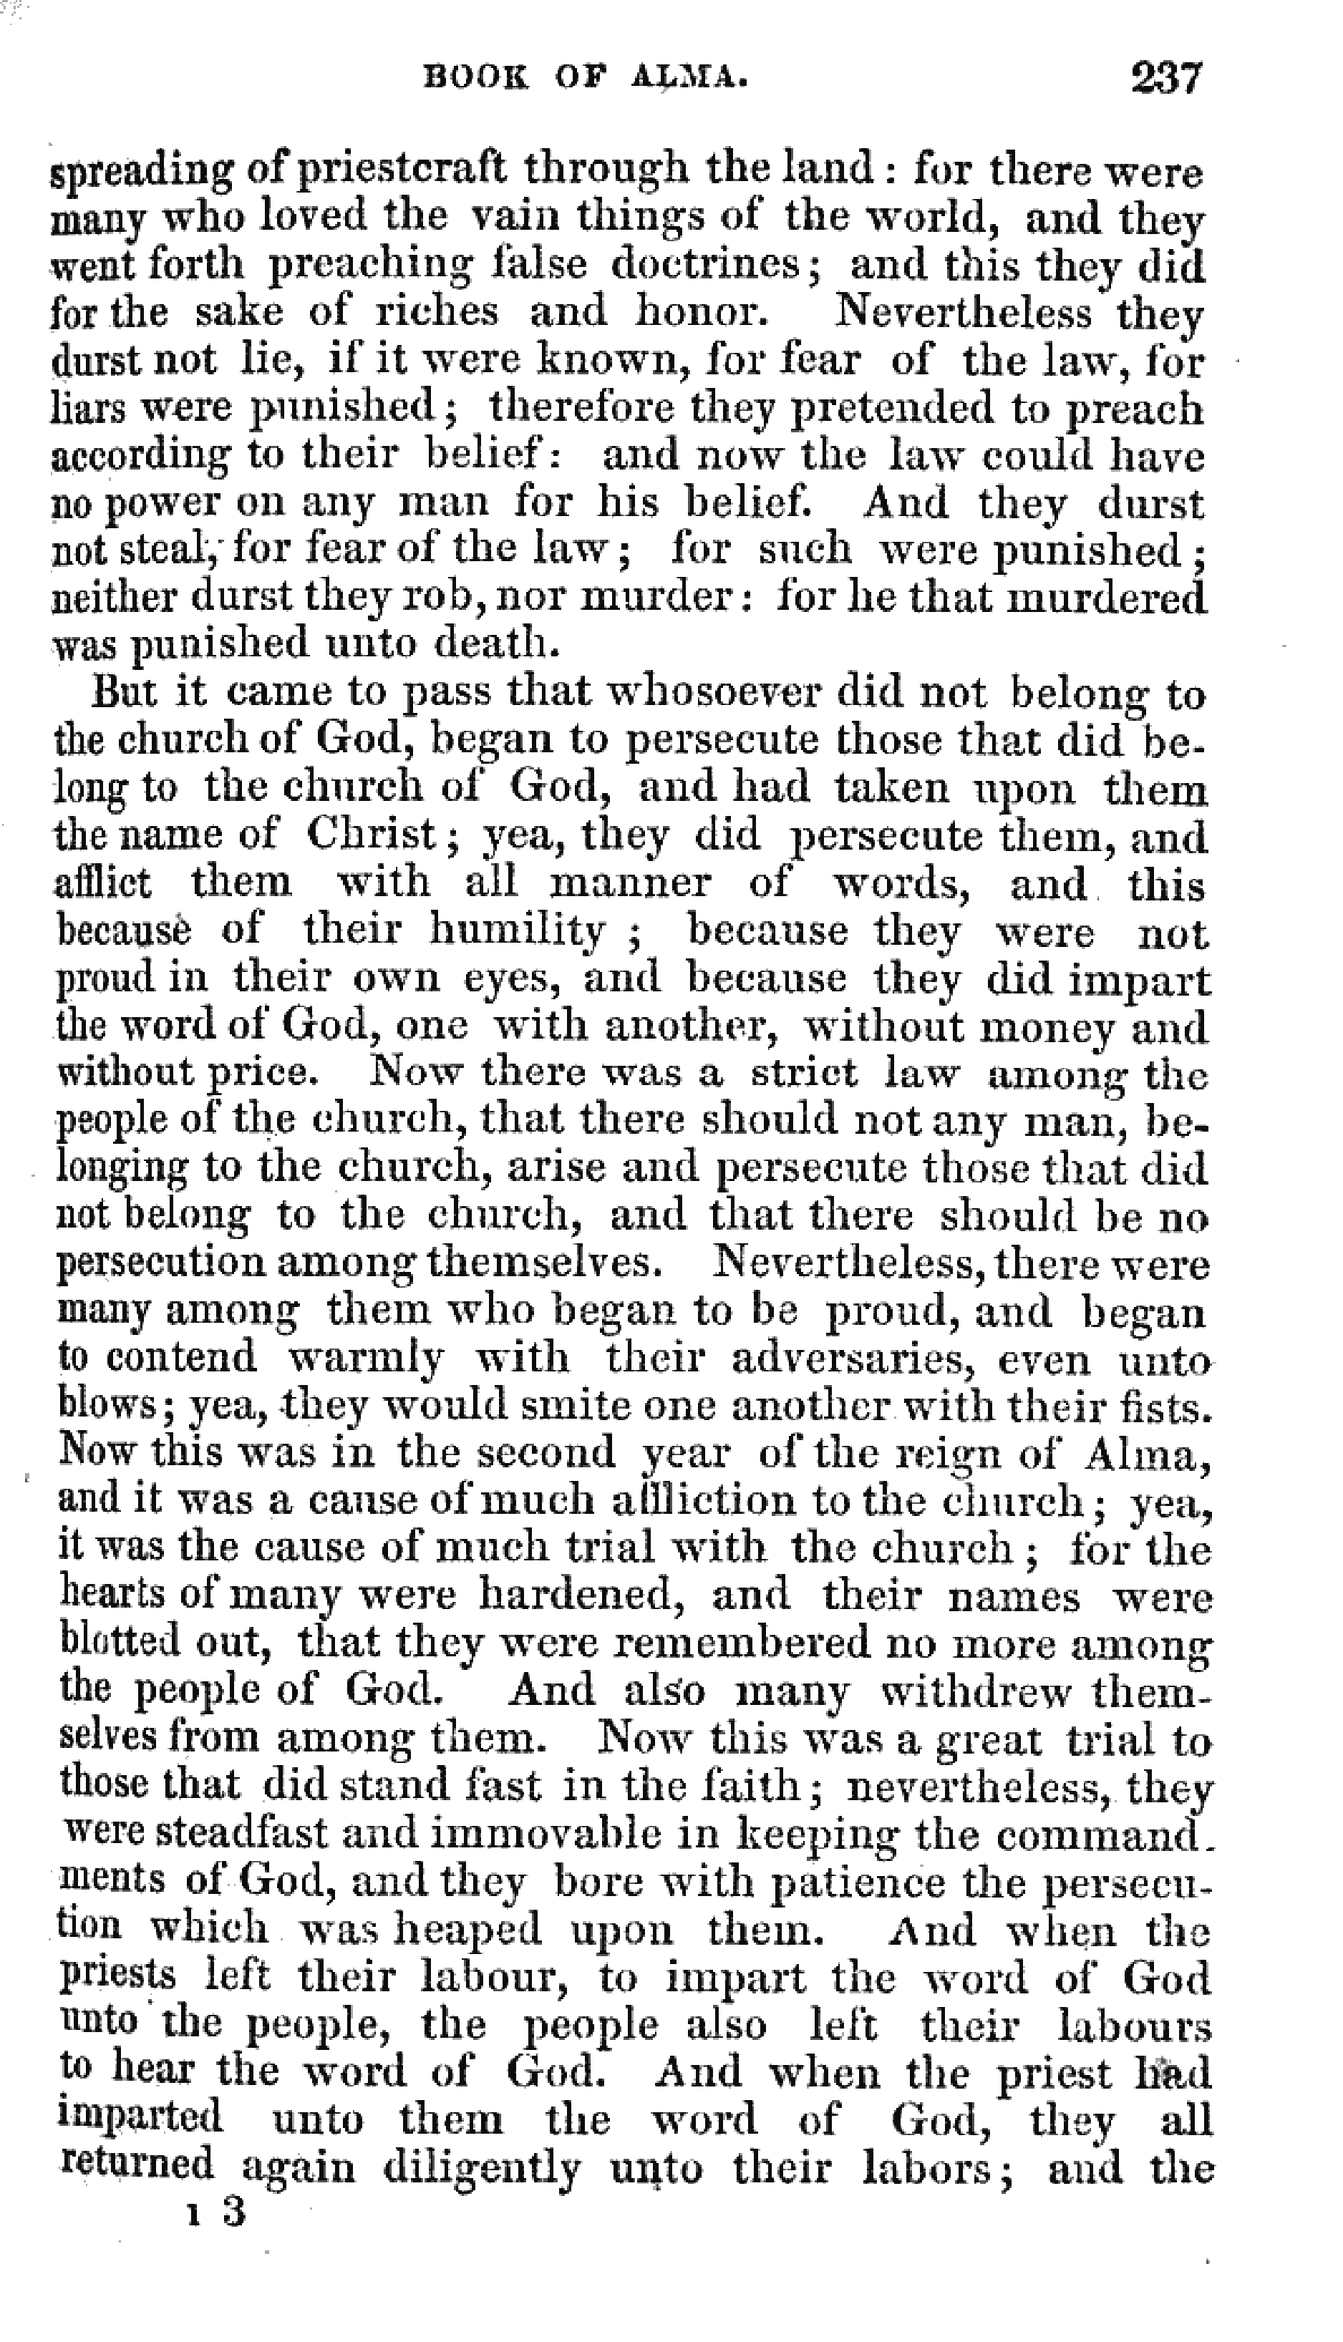 BOOK OF ALMA. 237
spreading of priestcraft through the land : for there were
many who loved the vain things of the world, and they
went forth preaching false doctrines; and this they did
for the sake of riches and honor. Nevertheless they
durst not lie, if it were known, for fear of the law, for
liars were punished; therefore they pretended to preach
according to their belief: and now the law could have
no power on any man for his belief. And they durst
not steal, for fear of the law; for such were punished;
neither durst they rob, nor murder: for he that murdered
was punished unto death.
But it came to pass that whosoever did not belong to
the church of God, began to persecute those that did be-
long to the church of God, and had taken upon them
the name of Christ; yea, they did persecute them, and
afflict them with all manner of words, and this
because of their humility ; because they were not
proud in their own eyes, and because they did impart
the word of God, one with another, without money and
without price. Now there was a strict law among the
people of the church, that there should not any man, be-
longing to the church, arise and persecute those that did
not belong to the church, and that there should be no
persecution among themselves. Nevertheless, there were
many among them who began to be proud, and began
to contend warmly with their adversaries, even unto
blows; yea, they would smite one another with their fists.
Now this was in the second year of the reign of Alma,
and it was a cause of much affliction to the church; yea,
it was the cause of much trial with the church; for the
hearts of many were hardened, and their names were
blotted out, that they were remembered no more among
the people of God. And also many withdrew them-
selves from among them. Now this was a great trial to
those that did stand fast in the faith; nevertheless, they
were steadfast and immovable in keeping the command-
ments of God, and they bore with patience the persecu-
tion which was heaped upon them. And when the
priests left their labour, to impart the word of God
unto the people, the people also left their labours
to hear the word of God. And when the priest had
imparted unto them the word of God, they all
returned again diligently unto their labors; and the
1 3